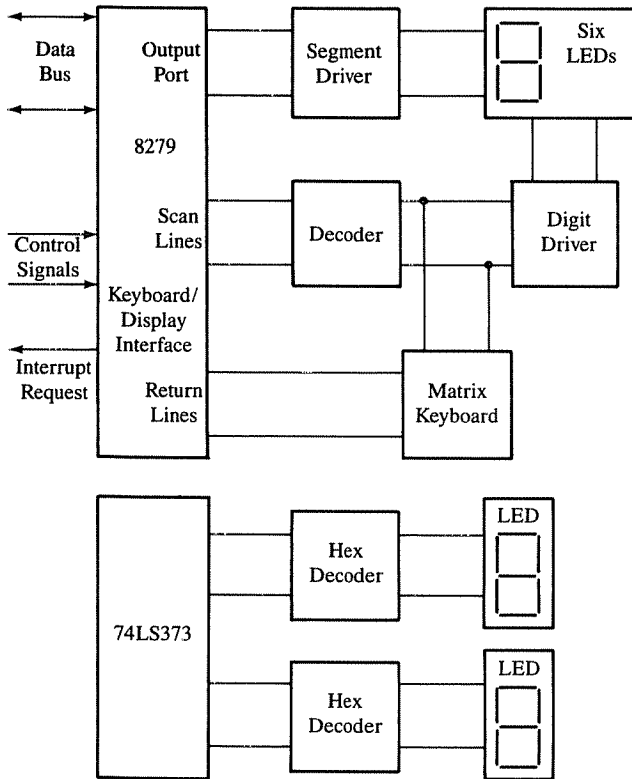 Data
Bus
Output
Port
Segment
Driver
Six
LEDs
8279
Scan
Lines
Decoder
Digit
Driver
Control
Signals
Keyboard/
Display
Interface
Interrupt
Request
Return
Lines
Matrix
Keyboard
74LS373
Hex
Decoder
LED
Hex
Decoder
LED